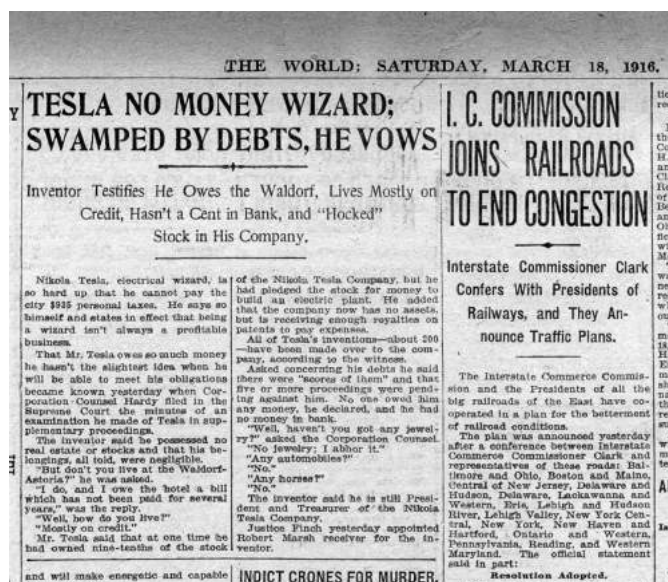 THE WORLD: SATURDAY, MARCH 18, 1916.
TESLA NO MONEY WIZARD;
SWAMPED BY DEBTS, HE VOWS
Inventor Testifies He Owes the Waldorf, Lives Mostly on
Credit, Hasn't a Cent in Bank, and "Hocked"
Stock in His Company.
Nikola Tesla, electrical wizard, is
so hard up that he cannot pay the
city $935 personal taxes. He says so
himself and states in effect that being
a wizard isn't always a profitable
business.
That Mr. Tesla owes so much money
he hasn't the slightest idea when he
will be able to meet his obligations
became known yesterday when Cor-
poration Counsel Hardy filed in the
Supreme Court the minutes of an
examination he made of Tesla in sup-
plementary proceedings.
The inventor said he possessed no
real estate or stocks and that his be-
longings, all told, were negligible.
"But don't you live at the Waldorf-
Astoria?" he was asked.
"I do, and I owe the hotel a bill
which has not been paid for several
years," was the reply.
"Well, how do you live?"
"Mostly on credit."
Mr. Tesla said that at one time he
had owned nine-tenths of the stock
of the Nikola Tesla Company, but he
had pledged the stock for money to
build an electric plant. He added
that the company now has no assets,
but is receiving enough royalties on
patents to pay expenses.
All of Tesla's inventions—about 200
—have been made over to the com-
pany, according to the witness.
Asked concerning his debts he said
there were "scores of them" and that
five or more proceedings were pend-
ing against him. No one owed him
any money, he declared, and he had
no money in bank.
"Well, haven't you got any jewel-
ry?" asked the Corporation Counsel.
"No jewelry; I abhor it."
"Any automobiles?"
"No."
"Any horses?"
"No."
The inventor said he is still Presi-
dent and Treasurer of the Nikola
Tesla Company.
Justice Finch yesterday appointed
Robert Marsh receiver for the in-
ventor.
and will make energetic and capable
INDICT CRONES FOR MURDER.
I. C. COMMISSION
JOINS RAILROADS
TO END CONGESTION
Interstate Commissioner Clark
Confers With Presidents of
Railways, and They An-
nounce Traffic Plans.
The Interstate Commerce Commis-
sion and the Presidents of all the
big railroads of the East have co-
operated in a plan for the betterment
of railroad conditions.
The plan was announced yesterday
after a conference between Interstate
Commerce Commissioner Clark and
representatives of these roads: Bal-
timore and Ohio, Boston and Maine,
Central of New Jersey, Delaware and
Hudson, Delaware, Lackawanna and
Western, Erie, Lehigh and Hudson
River, Lehigh Valley, New York Cen-
tral, New York, New Haven and
Hartford, Ontario and Western,
Pennsylvania, Reading, and Western
Maryland. The official statement
said in part:
Resolution Adopted.